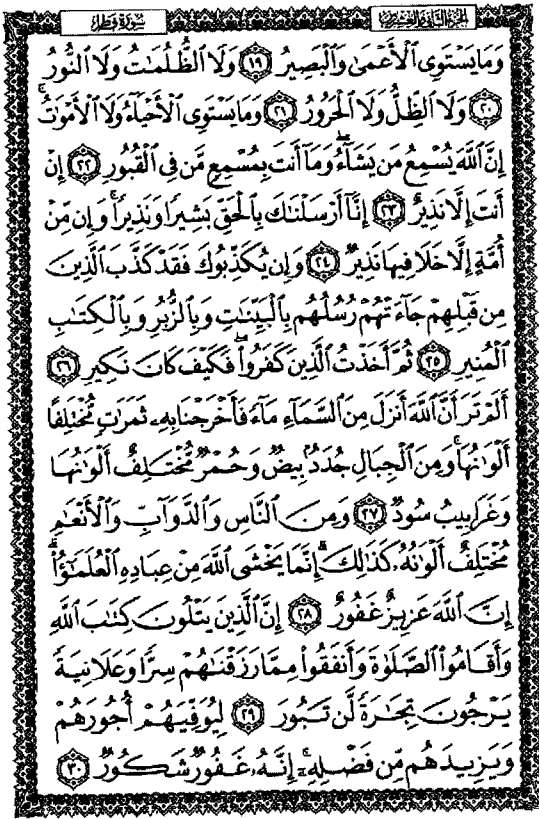 سورة فطر الجزء الثاني والعشرون
وَمَا يَسْتَوِى ٱلْأَعْمَىٰ وَٱلْبَصِيرُ ١٩ وَلَا ٱلظُّلُمَٰتُ وَلَا ٱلنُّورُ
٢٠ وَلَا ٱلظِّلُّ وَلَا ٱلْحَرُورُ ٢١ وَمَا يَسْتَوِى ٱلْأَحْيَآءُ وَلَا ٱلْأَمْوَٰتُ ۚ
إِنَّ ٱللَّهَ يُسْمِعُ مَن يَشَآءُ ۖ وَمَآ أَنتَ بِمُسْمِعٍ مَّن فِى ٱلْقُبُورِ ٢٢ إِنْ
أَنتَ إِلَّا نَذِيرٌ ٢٣ إِنَّآ أَرْسَلْنَٰكَ بِٱلْحَقِّ بَشِيرًا وَنَذِيرًا ۚ وَإِن مِّنْ
أُمَّةٍ إِلَّا خَلَا فِيهَا نَذِيرٌ ٢٤ وَإِن يُكَذِّبُوكَ فَقَدْ كَذَّبَ ٱلَّذِينَ
مِن قَبْلِهِمْ جَآءَتْهُمْ رُسُلُهُم بِٱلْبَيِّنَٰتِ وَبِٱلزُّبُرِ وَبِٱلْكِتَٰبِ
ٱلْمُنِيرِ ٢٥ ثُمَّ أَخَذْتُ ٱلَّذِينَ كَفَرُوا۟ ۖ فَكَيْفَ كَانَ نَكِيرِ ٢٦
أَلَمْ تَرَ أَنَّ ٱللَّهَ أَنزَلَ مِنَ ٱلسَّمَآءِ مَآءً فَأَخْرَجْنَا بِهِۦ ثَمَرَٰتٍ مُّخْتَلِفًا
أَلْوَٰنُهَا ۚ وَمِنَ ٱلْجِبَالِ جُدَدٌۢ بِيضٌ وَحُمْرٌ مُّخْتَلِفٌ أَلْوَٰنُهَا
وَغَرَابِيبُ سُودٌ ٢٧ وَمِنَ ٱلنَّاسِ وَٱلدَّوَآبِّ وَٱلْأَنْعَٰمِ
مُخْتَلِفٌ أَلْوَٰنُهُۥ كَذَٰلِكَ ۗ إِنَّمَا يَخْشَى ٱللَّهَ مِنْ عِبَادِهِ ٱلْعُلَمَٰٓؤُا۟ ۗ
إِنَّ ٱللَّهَ عَزِيزٌ غَفُورٌ ٢٨ إِنَّ ٱلَّذِينَ يَتْلُونَ كِتَٰبَ ٱللَّهِ
وَأَقَامُوا۟ ٱلصَّلَوٰةَ وَأَنفَقُوا۟ مِمَّا رَزَقْنَٰهُمْ سِرًّا وَعَلَانِيَةً
يَرْجُونَ تِجَٰرَةً لَّن تَبُورَ ٢٩ لِيُوَفِّيَهُمْ أُجُورَهُمْ
وَيَزِيدَهُم مِّن فَضْلِهِۦٓ ۚ إِنَّهُۥ غَفُورٌ شَكُورٌ ٣٠